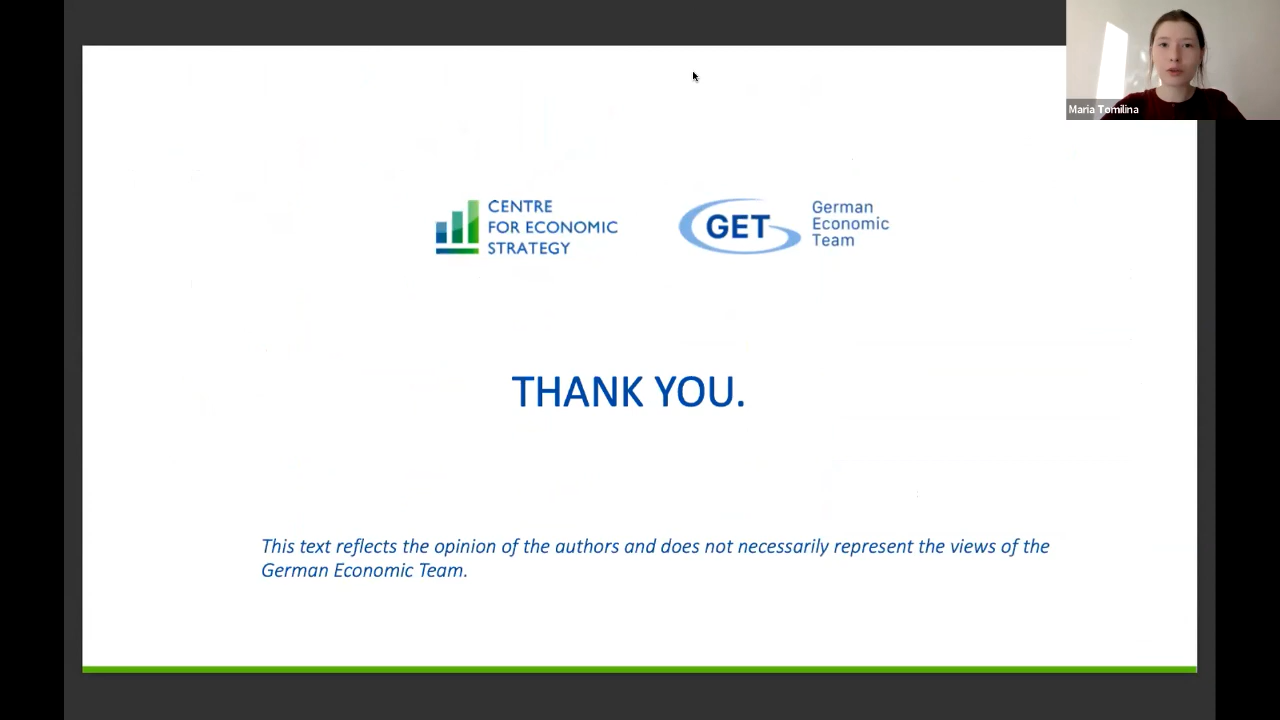 Maria Tomilina
CENTRE
FOR ECONOMIC
STRATEGY
GET
German
Economic
Team
THANK YOU.
This text reflects the opinion of the authors and does not necessarily represent the views of the
German Economic Team.